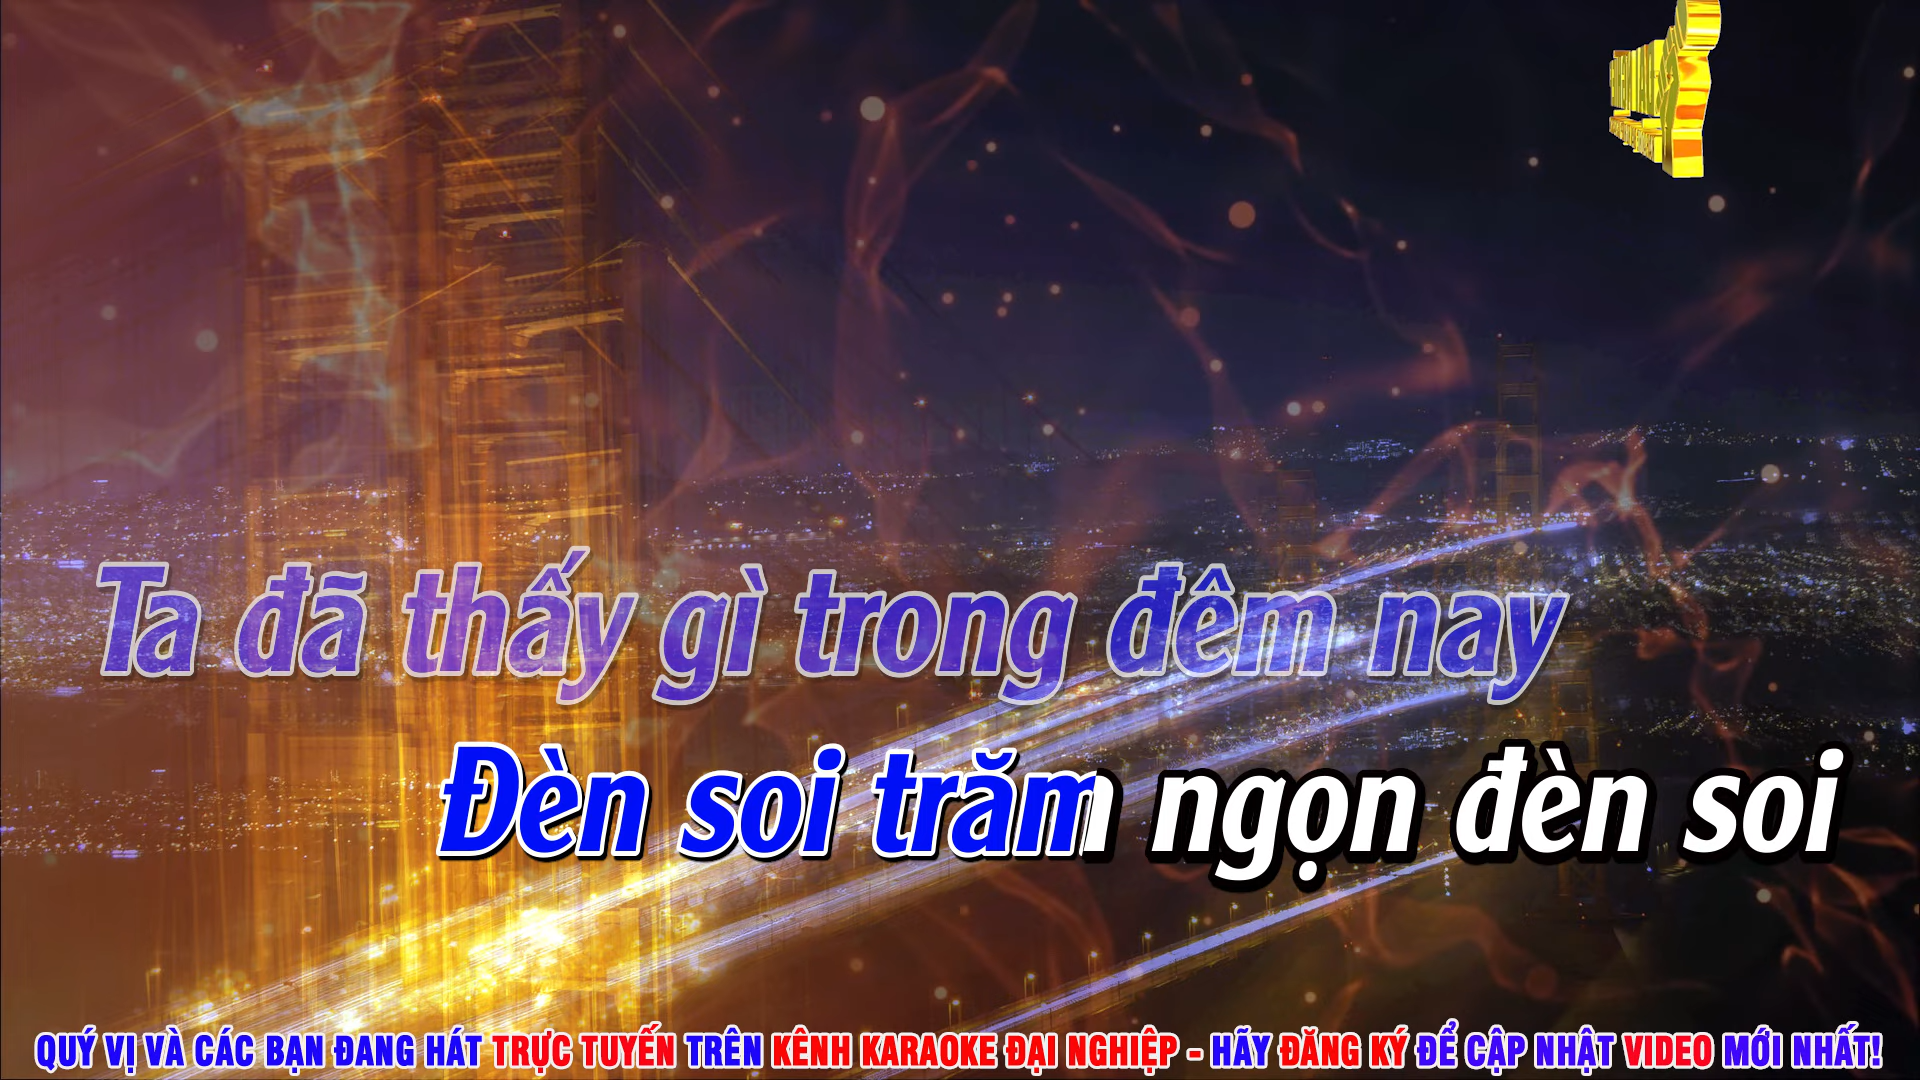 Ta đã thấy gì trong đêm nay
Đèn soi trăm ngọn đèn soi
QUÝ VỊ VÀ CÁC BẠN ĐANG HÁT TRỰC TUYẾN TRÊN KÊNH KARAOKE ĐẠI NGHIỆP - HÃY ĐĂNG KÝ ĐỂ CẬP NHẬT VIDEO MỚI NHẤT!